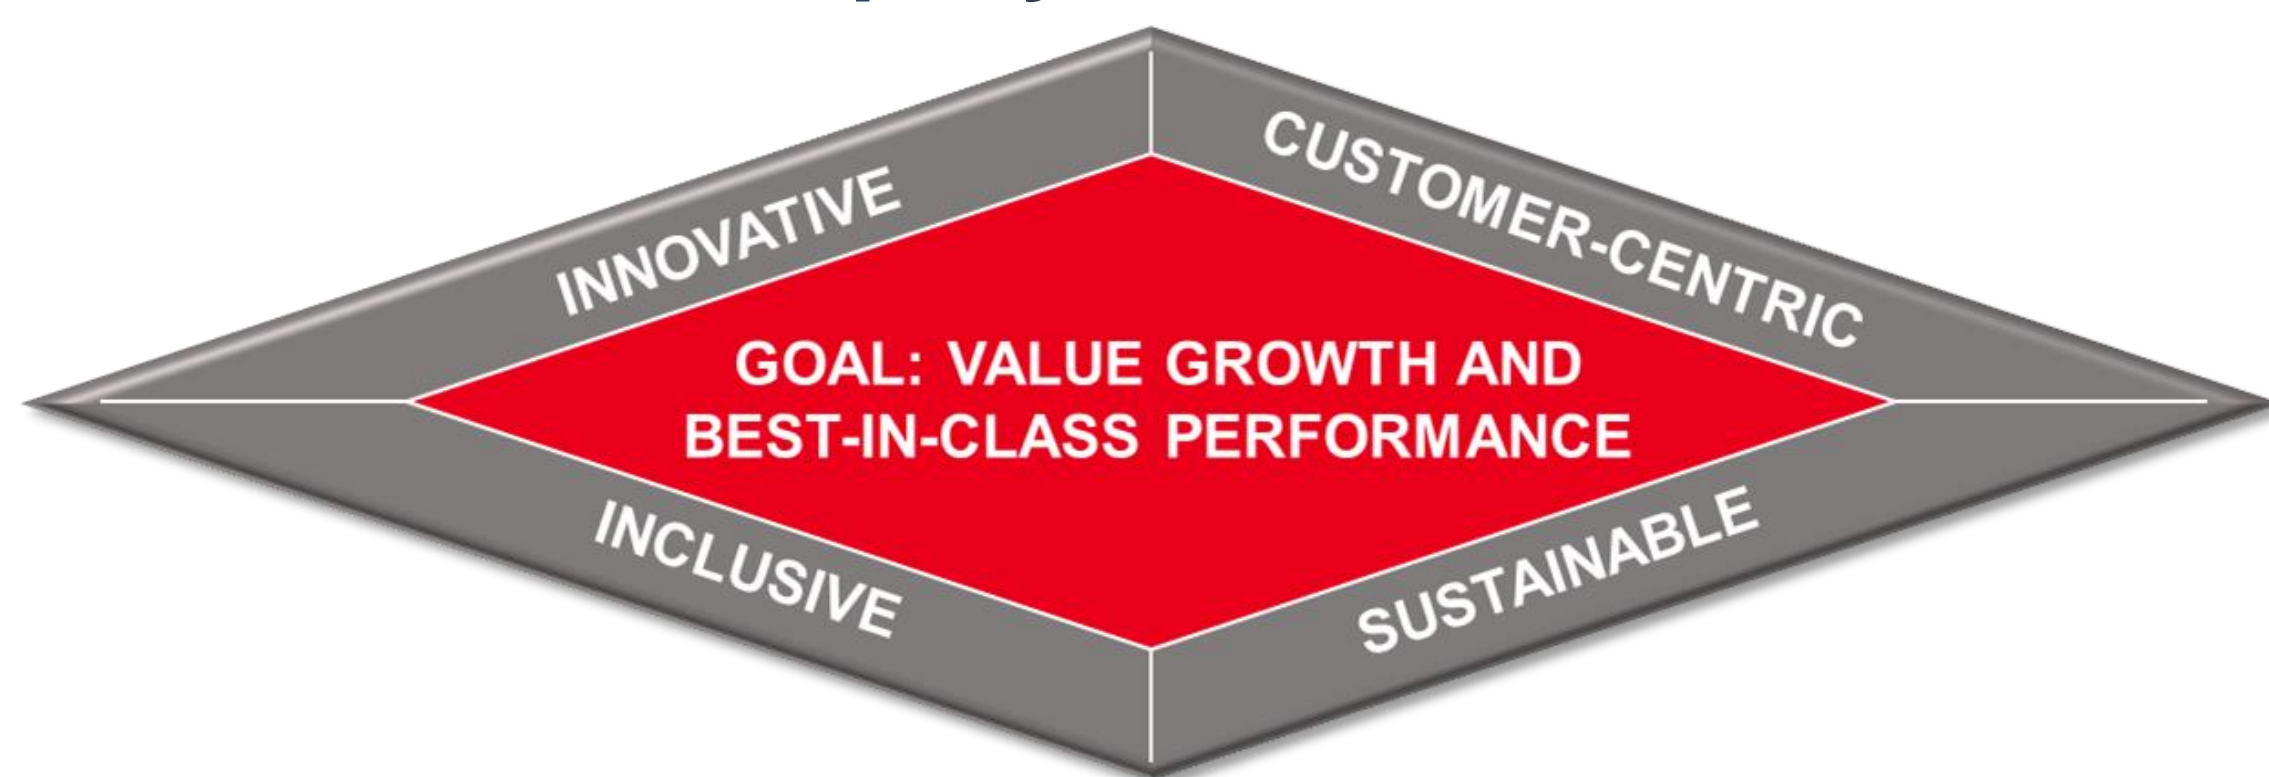 INNOVATIVE
CUSTOMER-CENTRIC
GOAL: VALUE GROWTH AND
BEST-IN-CLASS PERFORMANCE
INCLUSIVE
SUSTAINABLE